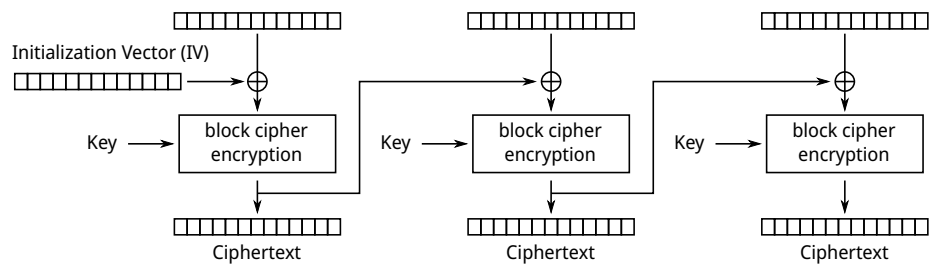 Initialization Vector (IV)
Key
block cipher
encryption
Key
block cipher
encryption
Key
block cipher
encryption
Ciphertext
Ciphertext
Ciphertext